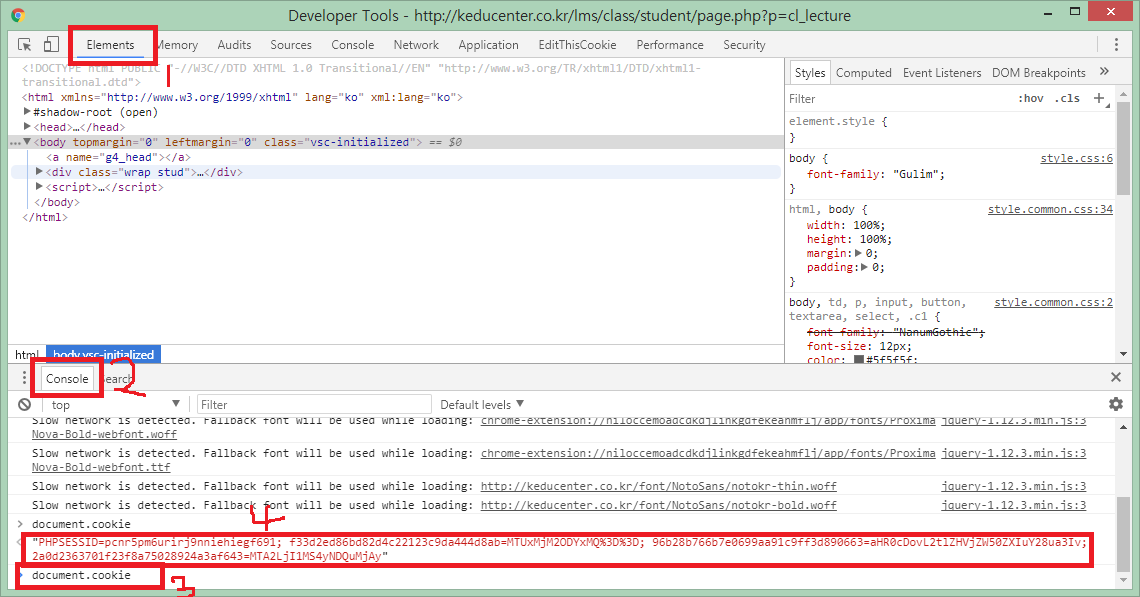 Developer Tools - http://keducenter.co.kr/lms/class/student/page.php?p=cl_lecture
Elements Memory Audits Sources Console Network Application EditThisCookie Performance Security
1
<!DOCTYPE html PUBLIC "-//W3C//DTD XHTML 1.0 Transitional//EN" "http://www.w3.org/TR/xhtml1/DTD/xhtml1-
transitional.dtd">
<html xmlns="http://www.w3.org/1999/xhtml" lang="ko" xml:lang="ko">
▶#shadow-root (open)
▶<head>…</head>
…▼<body topmargin="0" leftmargin="0" class="vsc-initialized"> == $0
<a name="g4_head"></a>
▶<div class="wrap stud">…</div>
▶<script>…</script>
</body>
</html>
html body.vsc-initialized
Styles Computed Event Listeners DOM Breakpoints »
Filter :hov .cls +
element.style {
}
body { style.css:6
font-family: "Gulim";
}
html, body { style.common.css:34
width: 100%;
height: 100%;
margin:▶ 0;
padding:▶ 0;
}
body, td, p, input, button, style.common.css:2
textarea, select, .c1 {
font-family: "NanumGothic";
font-size: 12px;
color: #5f5f5f;
Console Search
2
top ▼ Filter Default levels ▼
Slow network is detected. Fallback font will be used while loading: chrome-extension://niloccemoadcdkdjlinkgdfekeahmflj/app/fonts/Proxima jquery-1.12.3.min.js:3
Nova-Bold-webfont.woff
Slow network is detected. Fallback font will be used while loading: chrome-extension://niloccemoadcdkdjlinkgdfekeahmflj/app/fonts/Proxima jquery-1.12.3.min.js:3
Nova-Bold-webfont.ttf
Slow network is detected. Fallback font will be used while loading: http://keducenter.co.kr/font/NotoSans/notokr-thin.woff jquery-1.12.3.min.js:3
Slow network is detected. Fallback font will be used while loading: http://keducenter.co.kr/font/NotoSans/notokr-bold.woff jquery-1.12.3.min.js:3
4
> document.cookie
"PHPSESSID=pcnr5pm6urirj9nniehiegf691; f33d2ed86bd82d4c22123c9da444d8ab=MTUxMjM2ODYxMQ%3D%3D; 96b28b766b7e0699aa91c9ff3d890663=aHR0cDovL2tlZHVjZW50ZXIuY28ua3Iv;
2a0d2363701f23f8a75028924a3af643=MTA2LjI1MS4yNDQuMjAy"
> document.cookie
3